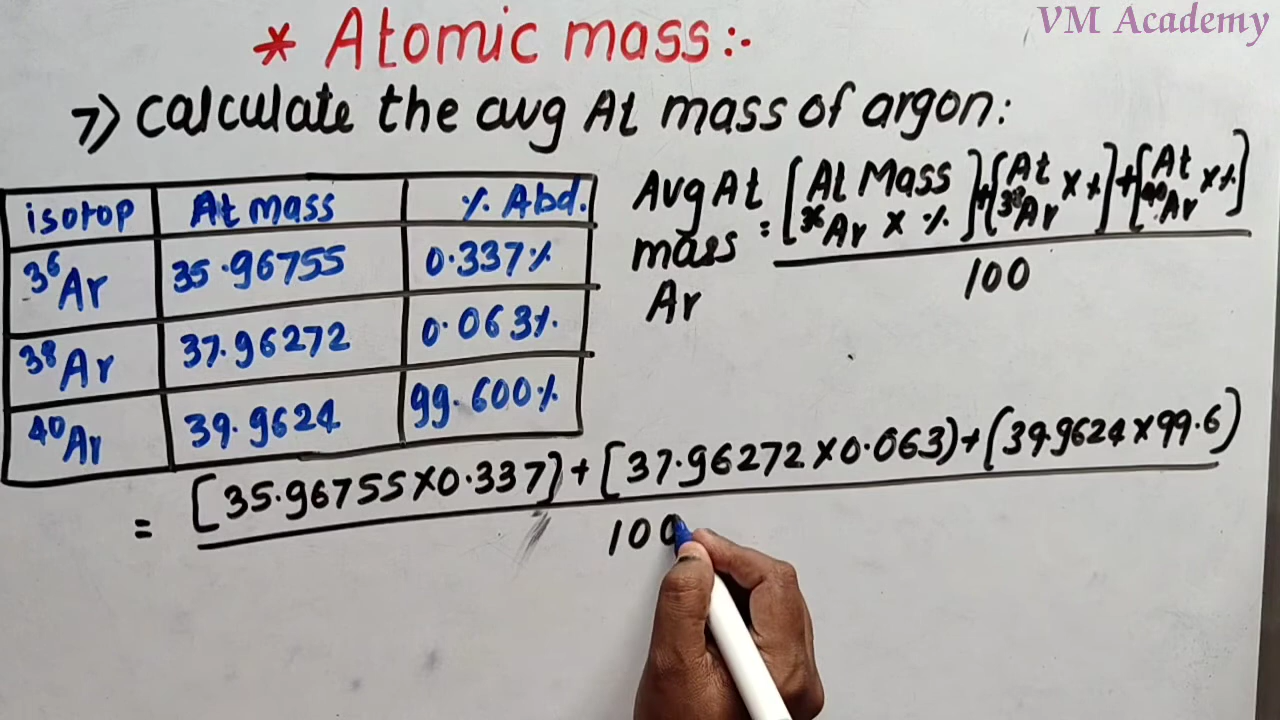 VM Academy
* Atomic mass:-
7) Calculate the avg At mass of argon:
isotop At mass % Abd.
³⁶Ar 35.96755 0.337%
³⁸Ar 37.96272 0.063%
⁴⁰Ar 39.9624 99.600%
Avg At mass Ar = [At Mass ³⁶Ar x %] + [At ³⁸Ar x %] + [At ⁴⁰Ar x %]
100
= [35.96755 x 0.337] + [37.96272 x 0.063) + (39.9624 x 99.6)
100